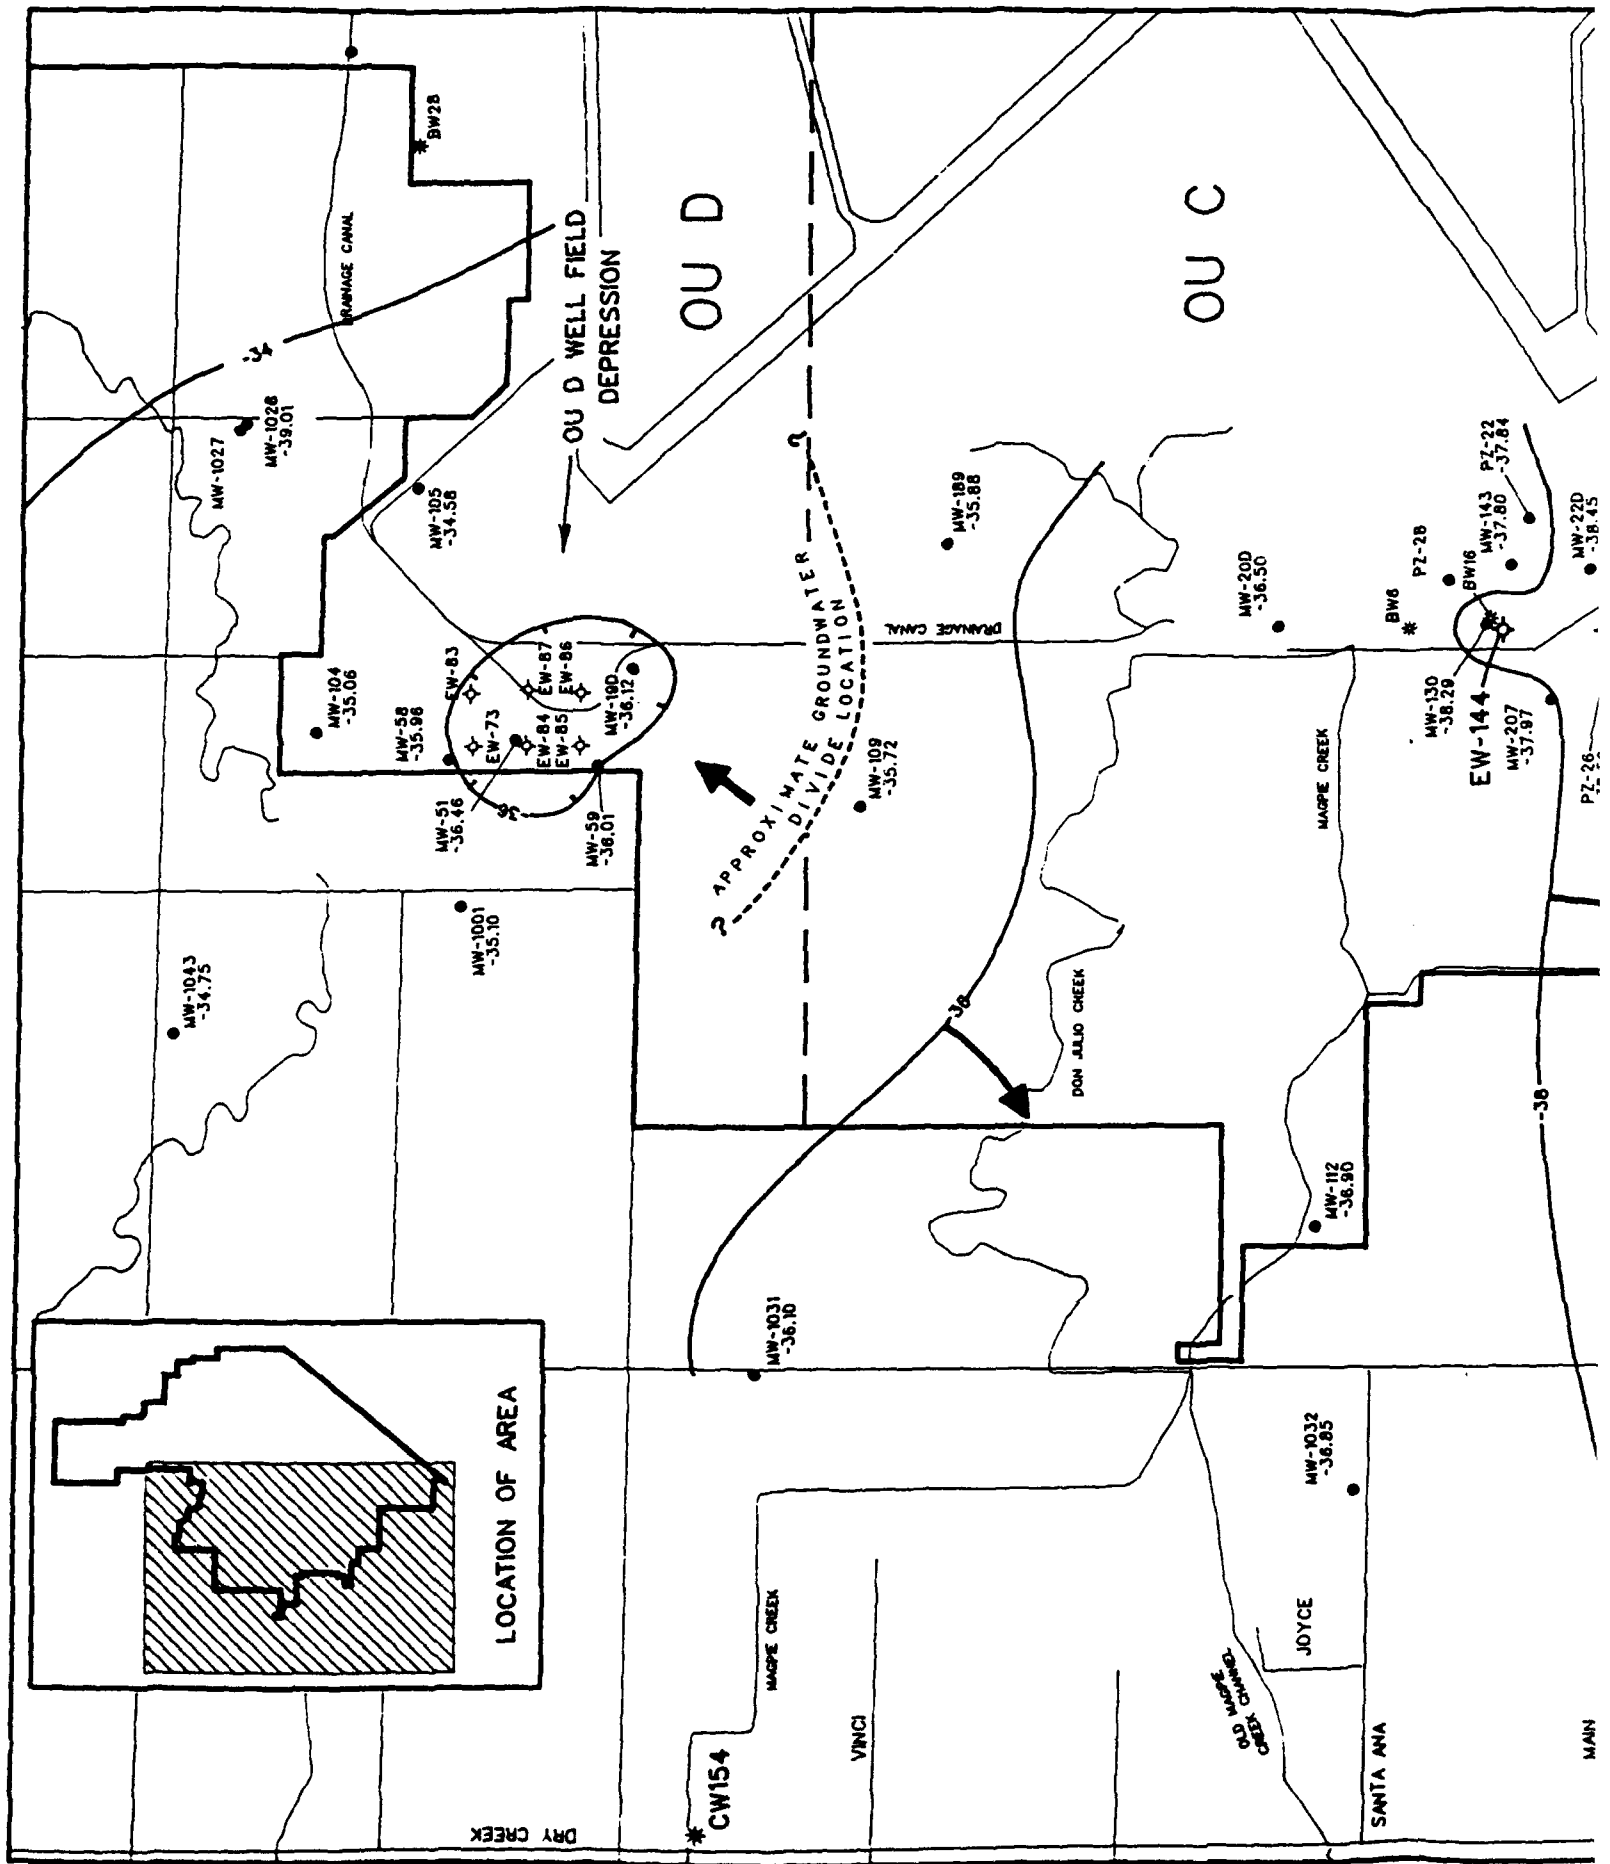 BW28
DRAINAGE CANAL
OU D WELL FIELD
DEPRESSION
OU D
OU C
MW-1027
MW-1028
-39.01
MW-105
-34.58
MW-104
-35.06
MW-58
-35.96
EW-83
EW-87
EW-86
EW-73
EW-84
EW-85
MW-19D
-36.12
MW-51
-36.46
MW-59
-36.01
MW-1001
-35.10
MW-1043
-34.75
?
APPROXIMATE GROUNDWATER
DIVIDE LOCATION
?
MW-189
-35.88
DRAINAGE CANAL
MW-109
-35.72
MW-20D
-36.50
BW8
PZ-28
BW16
MW-143
-37.80
PZ-22
-37.84
MW-22D
-38.45
MW-130
-38.29
EW-144
MW-207
-37.97
PZ-26
MAGPIE CREEK
-36
DON JULIO CREEK
-38
MW-112
-36.90
MW-1031
-36.10
MW-1032
-36.85
LOCATION OF AREA
MAGPIE CREEK
VINCI
OLD MAGPIE
CREEK CHANNEL
JOYCE
SANTA ANA
MAIN
CW154
DRY CREEK